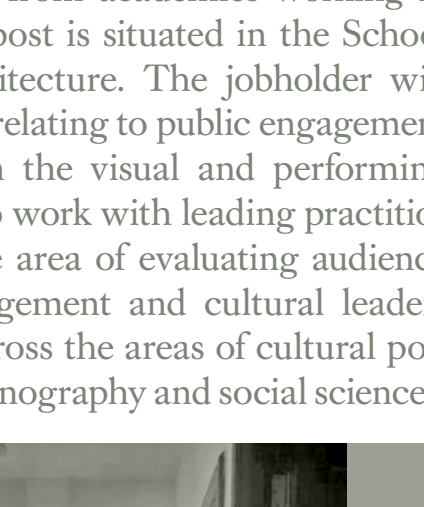 from academics working
post is situated in the Schoo
itecture. The jobholder wi
relating to public engagemen
the visual and performin
work with leading practitio
area of evaluating audienc
gement and cultural leader
ross the areas of cultural po
nography and social science